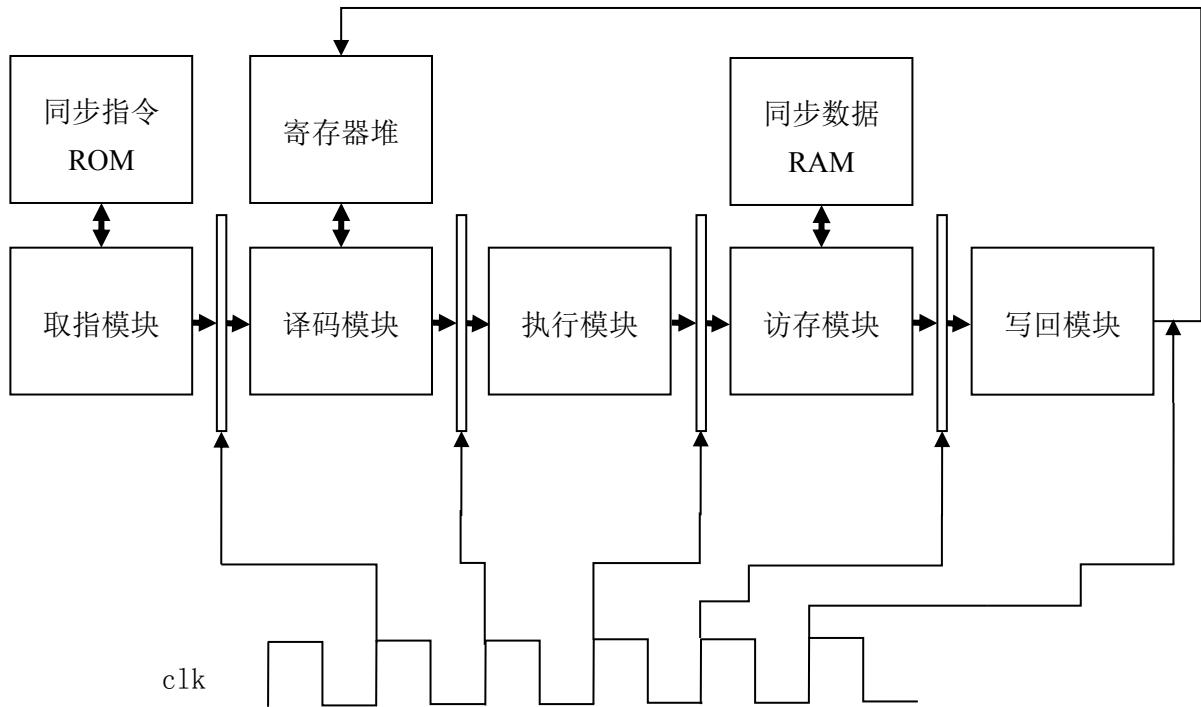 同步指令
ROM
寄存器堆
同步数据
RAM
取指模块
译码模块
执行模块
访存模块
写回模块
clk